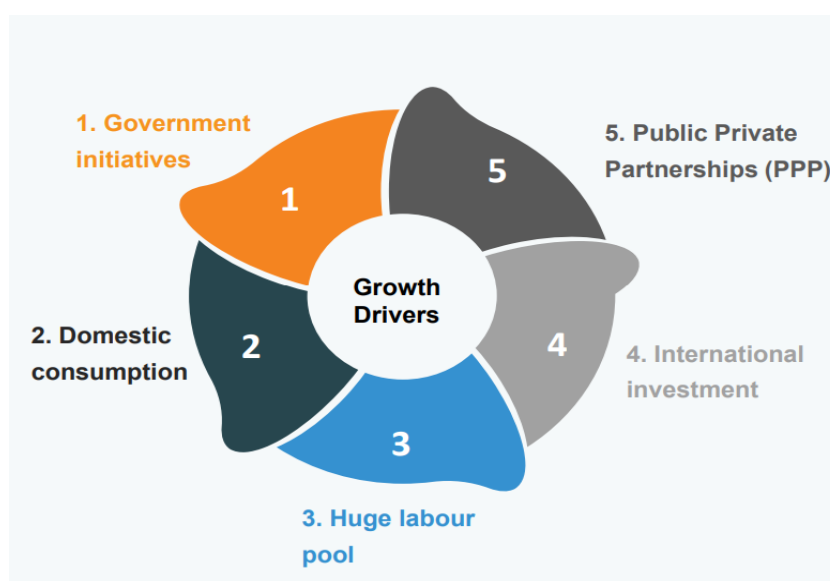 1. Government
initiatives
1
5
5. Public Private
Partnerships (PPP)
Growth
Drivers
2. Domestic
consumption
2
4
4. International
investment
3
3. Huge labour
pool